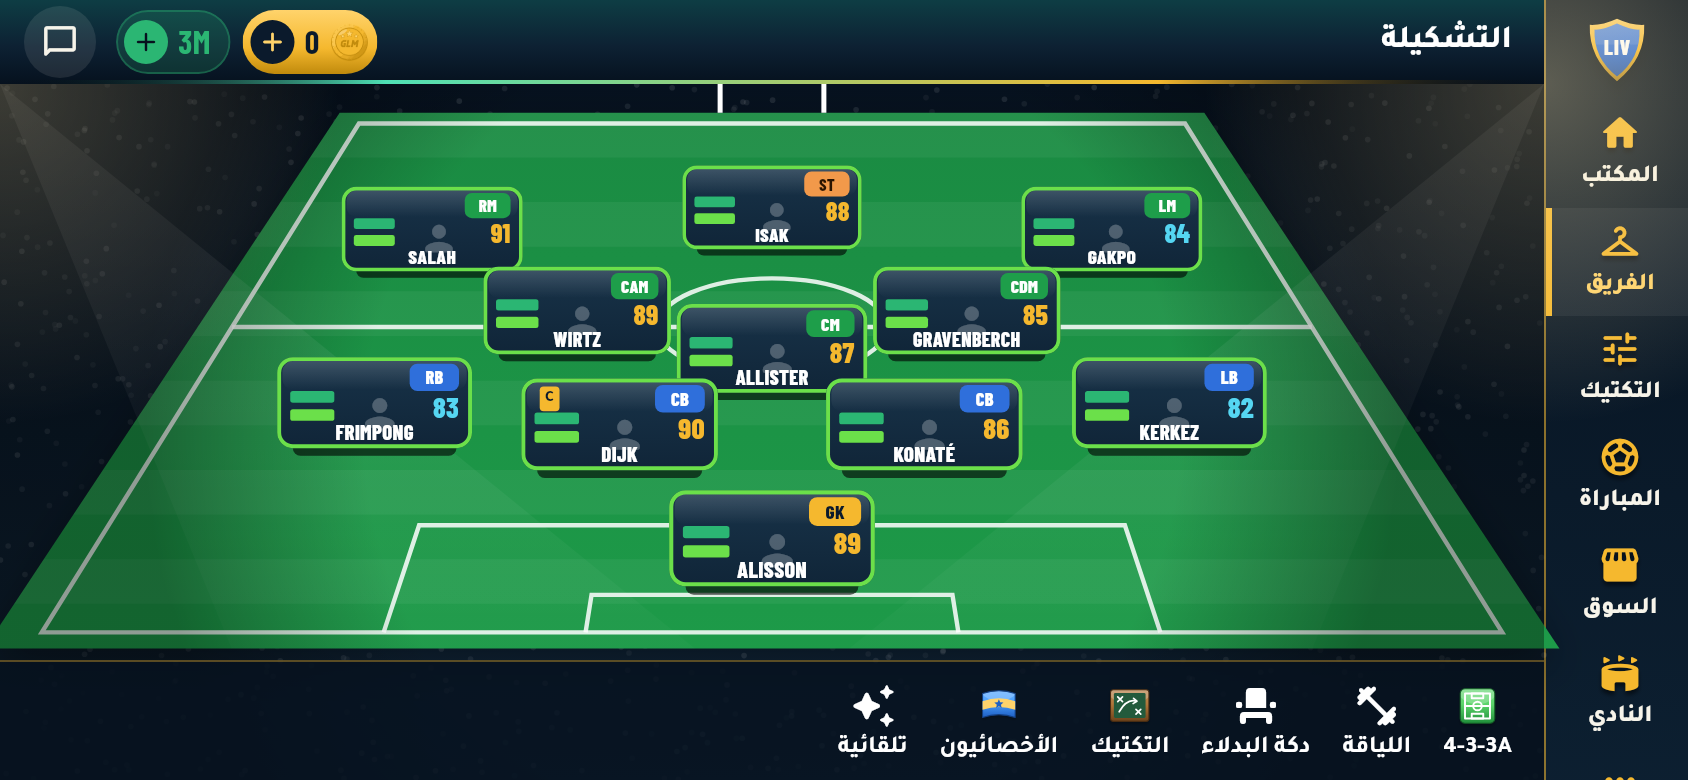 التشكيلة
GLM
0
3M
LIV
المكتب
الفريق
التكتيك
المباراة
السوق
النادي
ST
88
ISAK
RM
91
SALAH
LM
84
GAKPO
CAM
89
WIRTZ
CDM
85
GRAVENBERCH
CM
87
ALLISTER
RB
83
FRIMPONG
C
CB
90
DIJK
CB
86
KONATÉ
LB
82
KERKEZ
GK
89
ALISSON
4-3-3A
اللياقة
دكة البدلاء
التكتيك
الأخصائيون
تلقائية